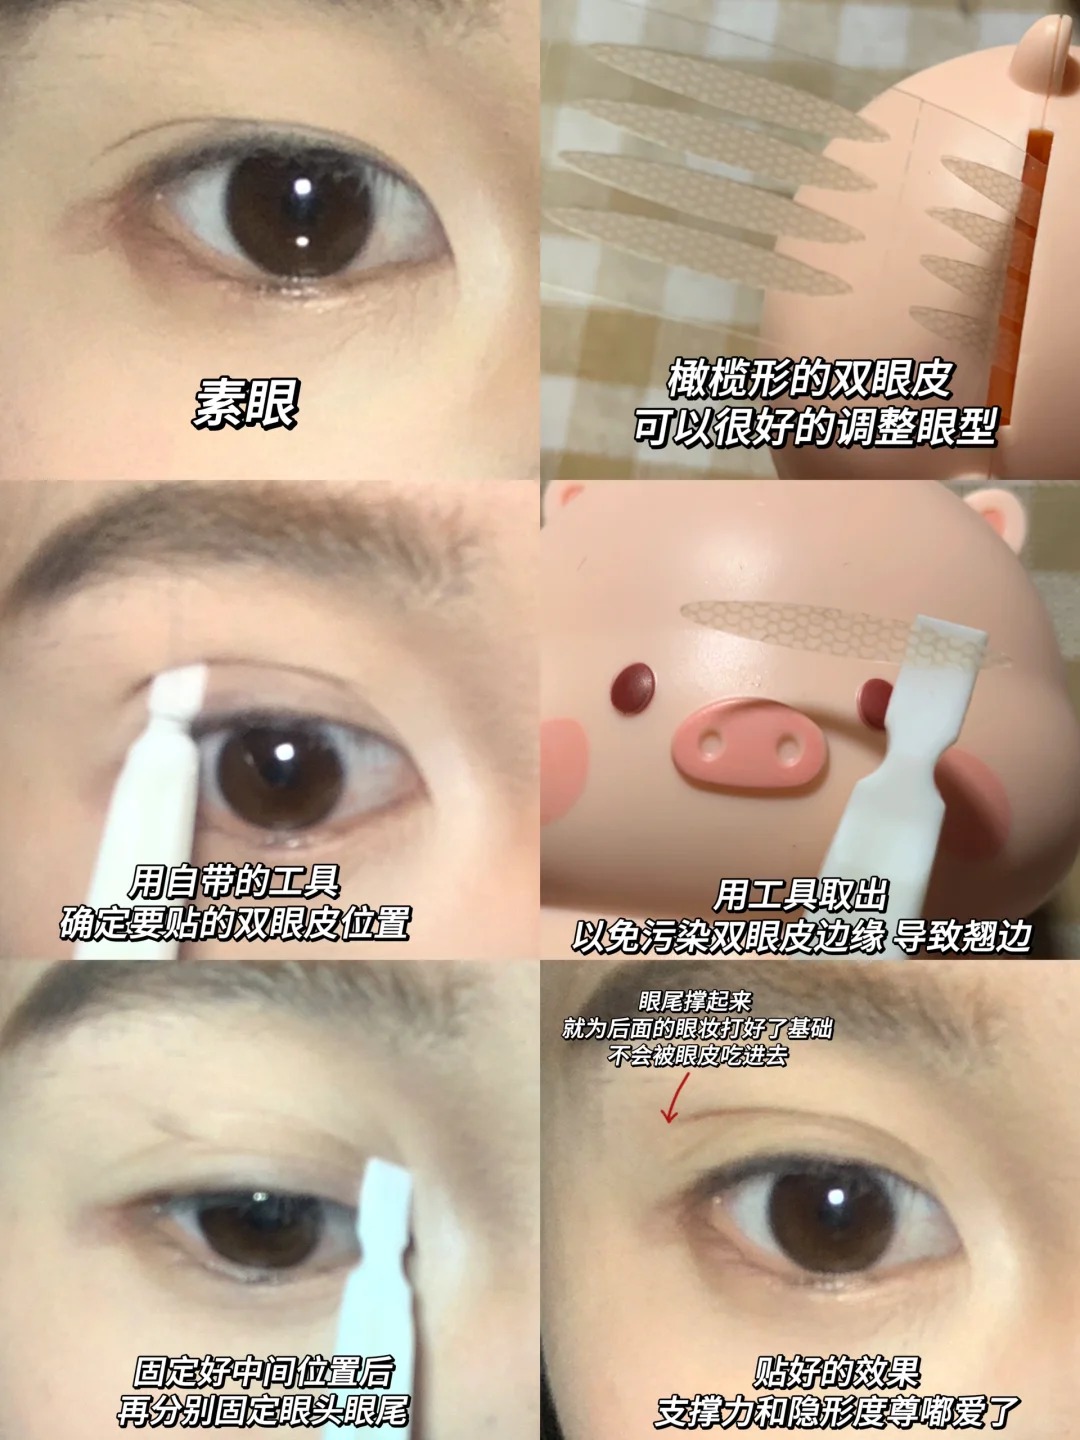 素眼
橄榄形的双眼皮
可以很好的调整眼型
用自带的工具
确定要贴的双眼皮位置
用工具取出
以免污染双眼皮边缘 导致翘边
固定好中间位置后
再分别固定眼头眼尾
眼尾撑起来
就为后面的眼妆打好了基础
不会被眼皮吃进去
贴好的效果
支撑力和隐形度尊嘟爱了